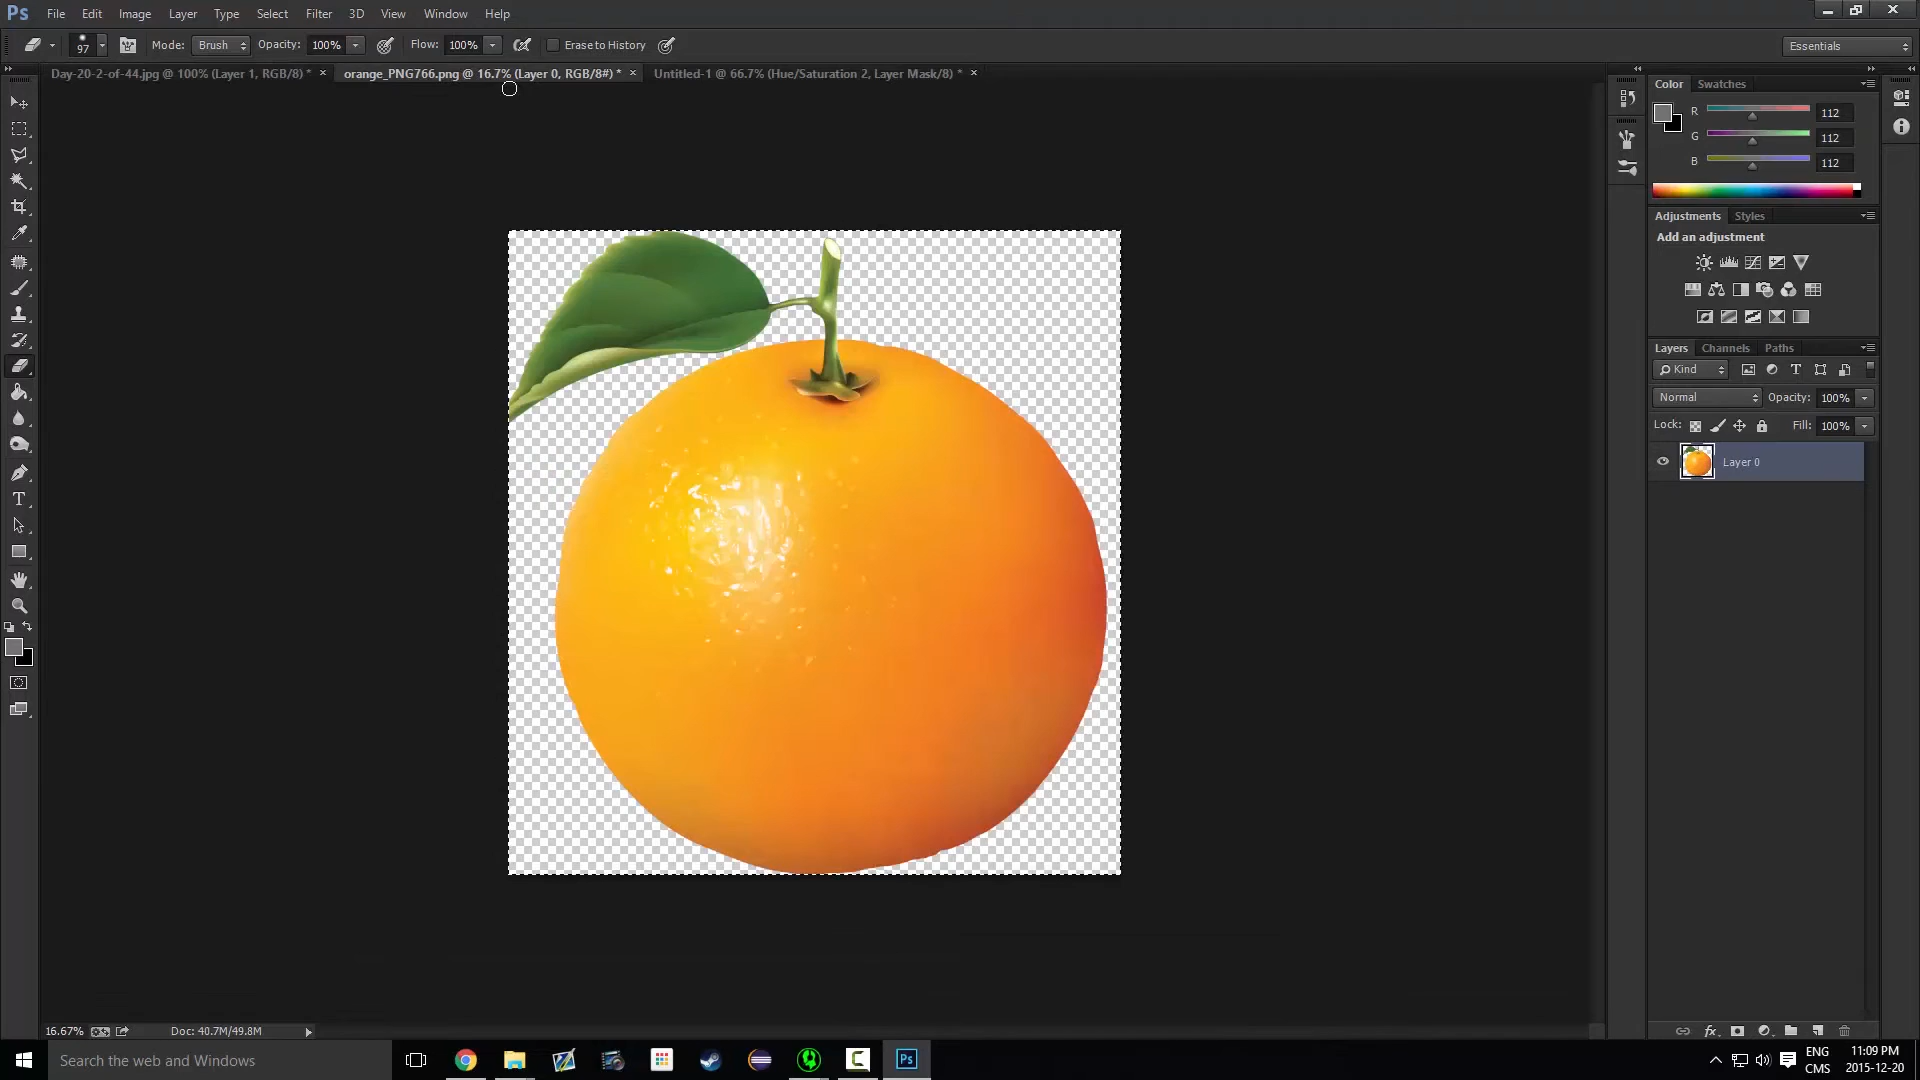 Ps File Edit Image Layer Type Select Filter 3D View Window Help
97 Mode: Brush Opacity: 100% Flow: 100% Erase to History Essentials
Day-20-2-of-44.jpg @ 100% (Layer 1, RGB/8) * × orange_PNG766.png @ 16.7% (Layer 0, RGB/8#) * × Untitled-1 @ 66.7% (Hue/Saturation 2, Layer Mask/8) * ×
Color Swatches
R 112
G 112
B 112
Adjustments Styles
Add an adjustment
Layers Channels Paths
Kind T
Normal Opacity: 100%
Lock: Fill: 100%
Layer 0
T
fx
16.67% Doc: 40.7M/49.8M
Search the web and Windows
C Ps
ENG 11:09 PM
CMS 2015-12-20